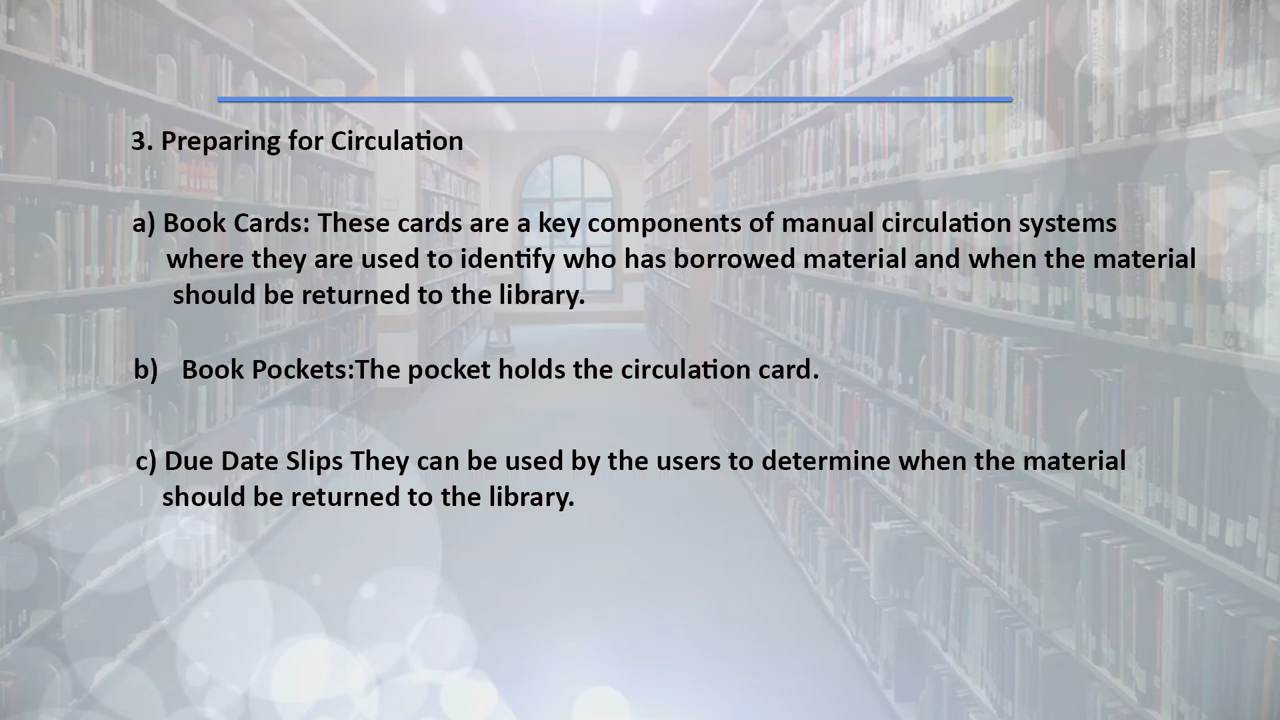 3. Preparing for Circulation
a) Book Cards: These cards are a key components of manual circulation systems
where they are used to identify who has borrowed material and when the material
should be returned to the library.
b) Book Pockets:The pocket holds the circulation card.
c) Due Date Slips They can be used by the users to determine when the material
should be returned to the library.